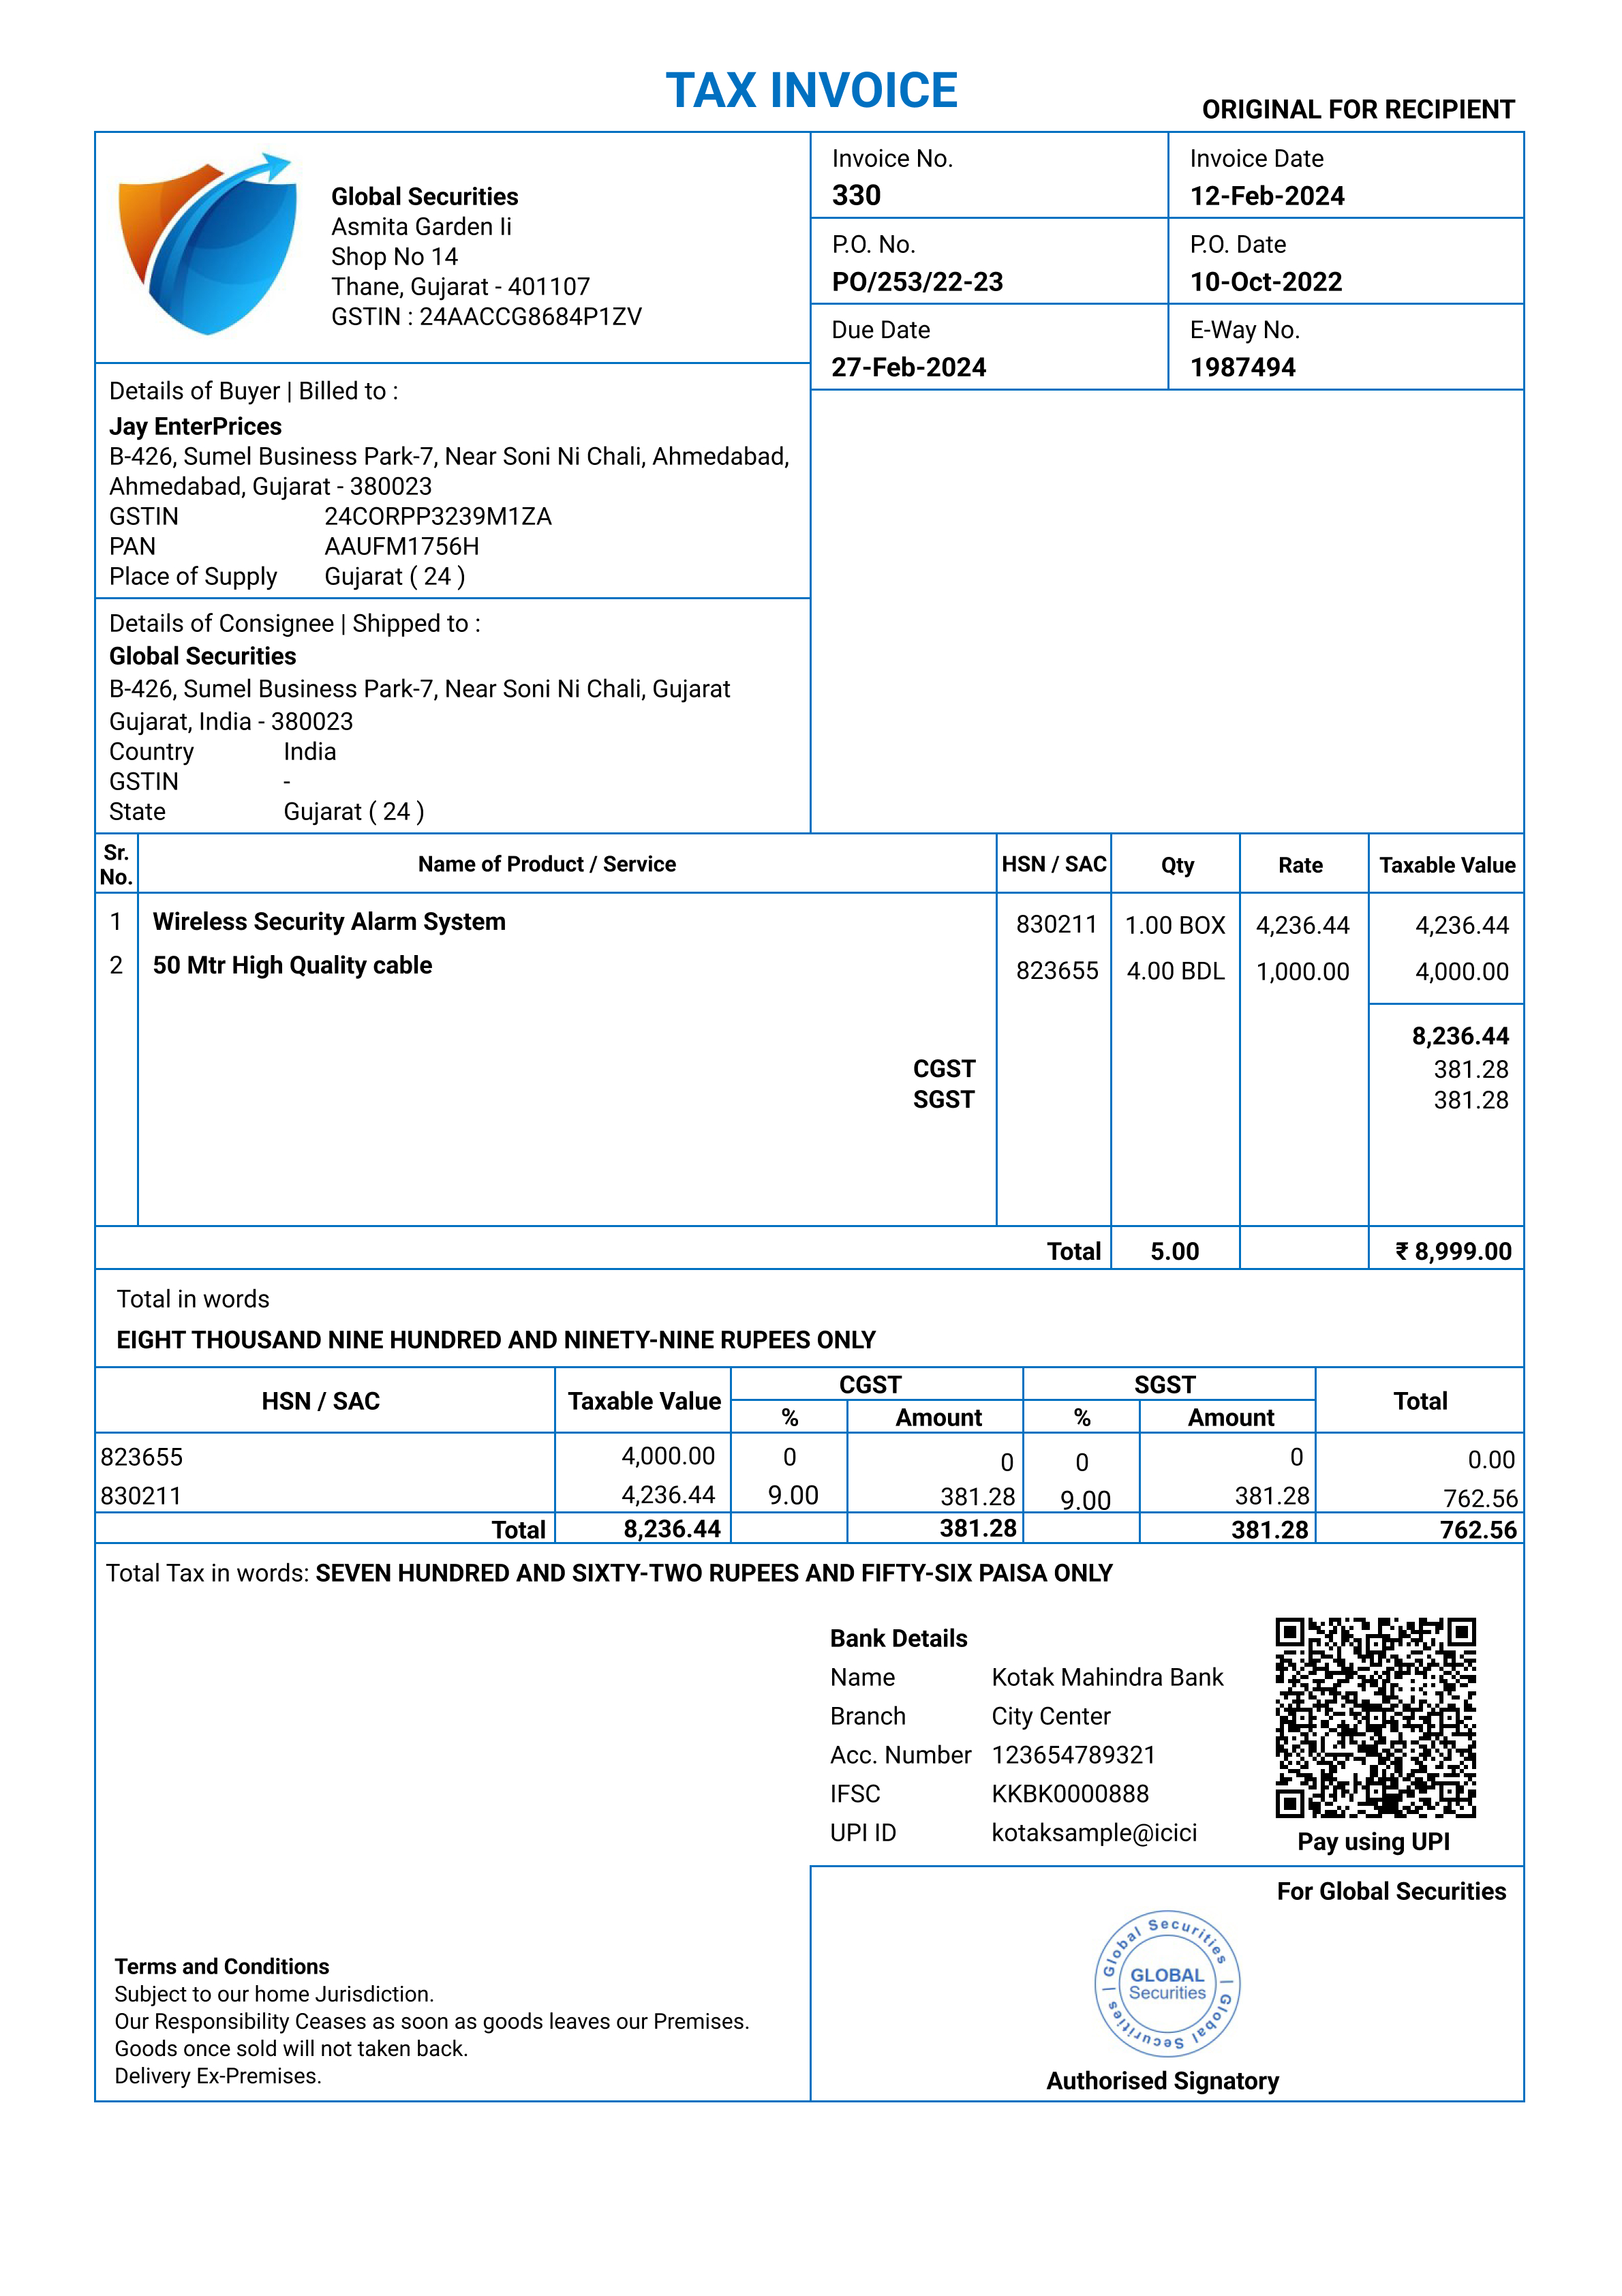 TAX INVOICE
ORIGINAL FOR RECIPIENT
Global Securities
Asmita Garden Ii
Shop No 14
Thane, Gujarat - 401107
GSTIN : 24AACCG8684P1ZV
Invoice No.
330
Invoice Date
12-Feb-2024
P.O. No.
PO/253/22-23
P.O. Date
10-Oct-2022
Due Date
27-Feb-2024
E-Way No.
1987494
Details of Buyer | Billed to :
Jay EnterPrices
B-426, Sumel Business Park-7, Near Soni Ni Chali, Ahmedabad,
Ahmedabad, Gujarat - 380023
GSTIN 24CORPP3239M1ZA
PAN AAUFM1756H
Place of Supply Gujarat ( 24 )
Details of Consignee | Shipped to :
Global Securities
B-426, Sumel Business Park-7, Near Soni Ni Chali, Gujarat
Gujarat, India - 380023
Country India
GSTIN -
State Gujarat ( 24 )
Sr. No. Name of Product / Service HSN / SAC Qty Rate Taxable Value
1 Wireless Security Alarm System 830211 1.00 BOX 4,236.44 4,236.44
2 50 Mtr High Quality cable 823655 4.00 BDL 1,000.00 4,000.00
8,236.44
CGST 381.28
SGST 381.28
Total 5.00 ₹ 8,999.00
Total in words
EIGHT THOUSAND NINE HUNDRED AND NINETY-NINE RUPEES ONLY
HSN / SAC Taxable Value CGST SGST Total
% Amount % Amount
823655 4,000.00 0 0 0 0 0.00
830211 4,236.44 9.00 381.28 9.00 381.28 762.56
Total 8,236.44 381.28 381.28 762.56
Total Tax in words: SEVEN HUNDRED AND SIXTY-TWO RUPEES AND FIFTY-SIX PAISA ONLY
Bank Details
Name Kotak Mahindra Bank
Branch City Center
Acc. Number 123654789321
IFSC KKBK0000888
UPI ID kotaksample@icici
Pay using UPI
For Global Securities
| Global Securities | Global Securities
GLOBAL
Securities
Authorised Signatory
Terms and Conditions
Subject to our home Jurisdiction.
Our Responsibility Ceases as soon as goods leaves our Premises.
Goods once sold will not taken back.
Delivery Ex-Premises.